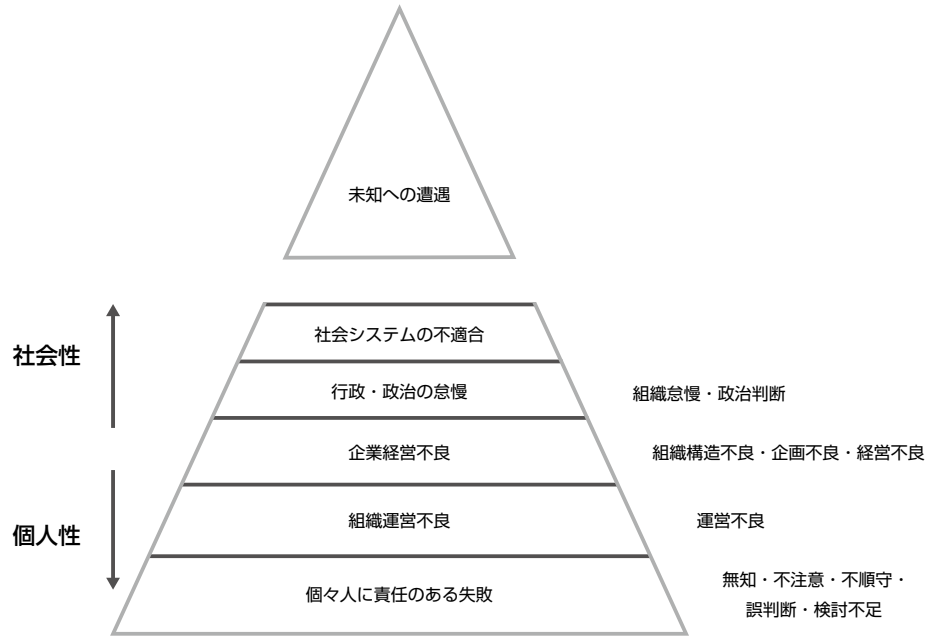 未知への遭遇
社会システムの不適合
社会性
行政・政治の怠慢
組織怠慢・政治判断
企業経営不良
組織構造不良・企画不良・経営不良
個人性
組織運営不良
運営不良
個々人に責任のある失敗
無知・不注意・不順守・
誤判断・検討不足